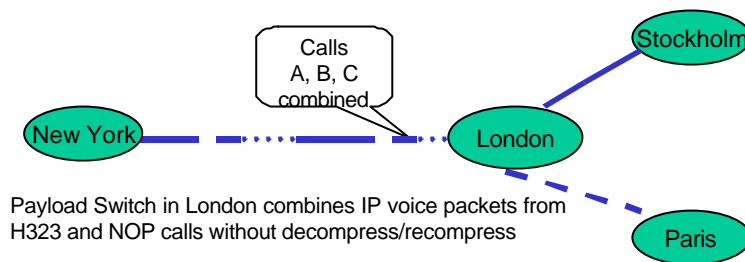 Calls
A, B, C
combined
Stockholm
New York
London
Payload Switch in London combines IP voice packets from
H323 and NOP calls without decompress/recompress
Paris